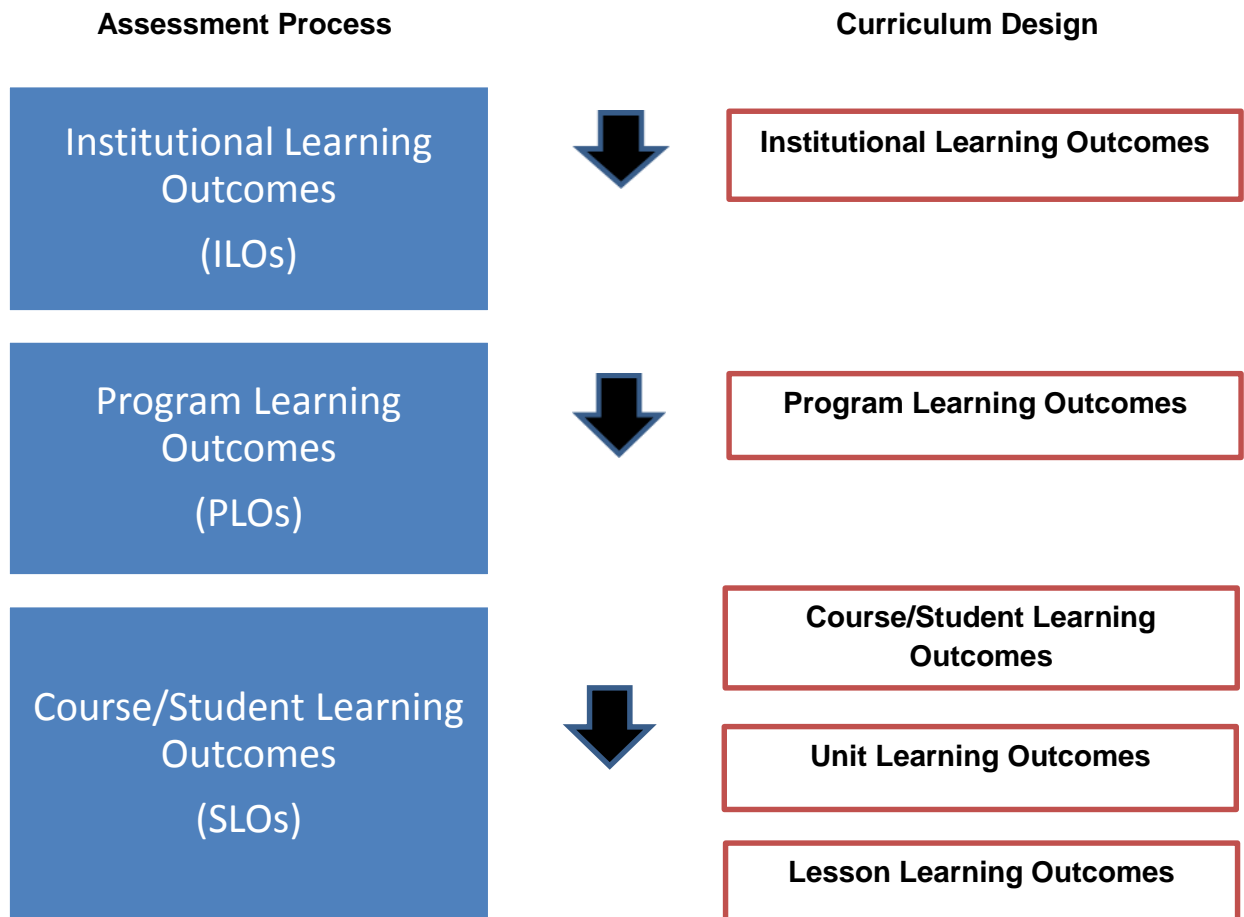 Assessment Process
Curriculum Design
Institutional Learning
Outcomes
(ILOs)
Institutional Learning Outcomes
Program Learning
Outcomes
(PLOs)
Program Learning Outcomes
Course/Student Learning
Outcomes
(SLOs)
Course/Student Learning
Outcomes
Unit Learning Outcomes
Lesson Learning Outcomes